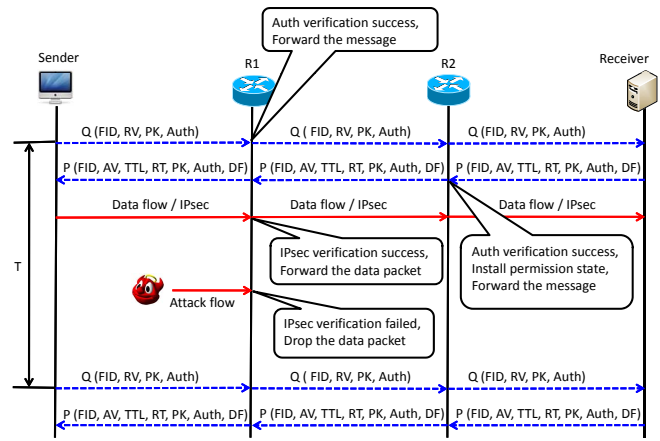 Auth verification success,
Forward the message
Sender
R1
R2
Receiver
Q (FID, RV, PK, Auth)
Q ( FID, RV, PK, Auth)
Q (FID, RV, PK, Auth)
P (FID, AV, TTL, RT, PK, Auth, DF)
P (FID, AV, TTL, RT, PK, Auth, DF)
P (FID, AV, TTL, RT, PK, Auth, DF)
Data flow / IPsec
Data flow / IPsec
Data flow / IPsec
IPsec verification success,
Forward the data packet
Auth verification success,
Install permission state,
Forward the message
T
Attack flow
IPsec verification failed,
Drop the data packet
Q (FID, RV, PK, Auth)
Q ( FID, RV, PK, Auth)
Q (FID, RV, PK, Auth)
P (FID, AV, TTL, RT, PK, Auth, DF)
P (FID, AV, TTL, RT, PK, Auth, DF)
P (FID, AV, TTL, RT, PK, Auth, DF)